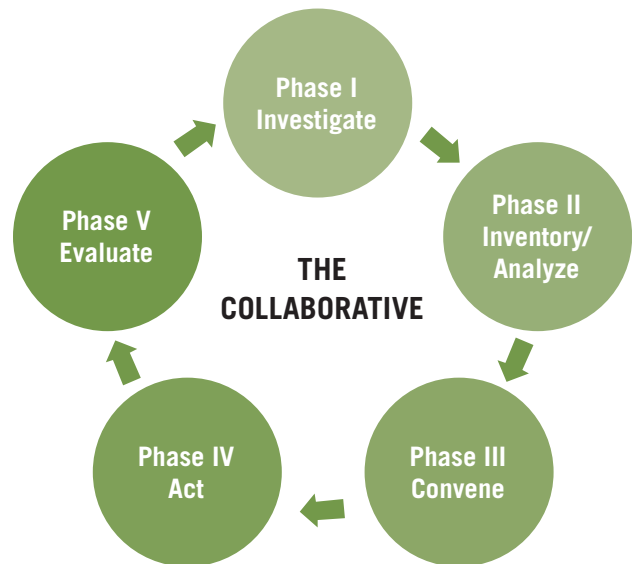 Phase I
Investigate
Phase II
Inventory/
Analyze
Phase III
Convene
Phase IV
Act
Phase V
Evaluate
THE
COLLABORATIVE